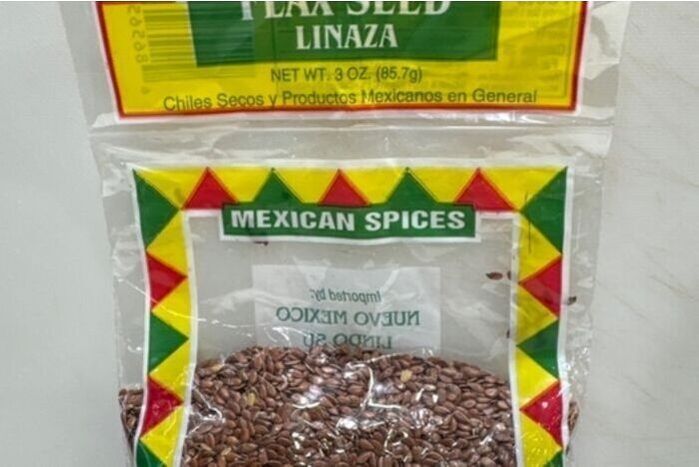 FLAX SEED
LINAZA
NET WT. 3 OZ. (85.7g)
Chiles Secos y Productos Mexicanos en General
MEXICAN SPICES
Imported by:
NUEVO MEXICO
LINDO